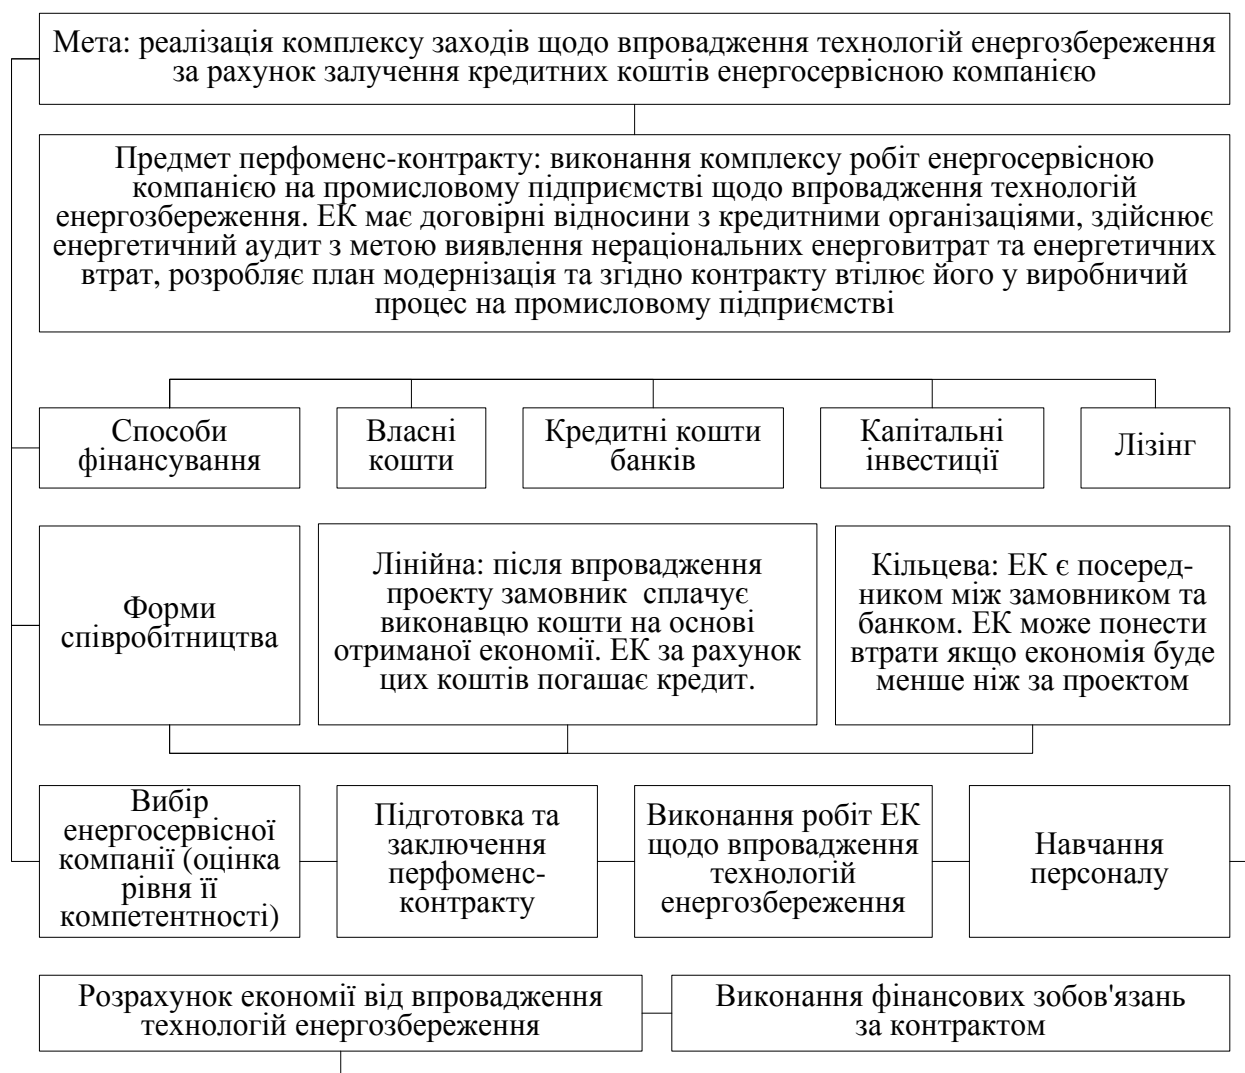 Мета: реалізація комплексу заходів щодо впровадження технологій енергозбереження
за рахунок залучення кредитних коштів енергосервісною компанією
Предмет перфоменс-контракту: виконання комплексу робіт енергосервісною
компанією на промисловому підприємстві щодо впровадження технологій
енергозбереження. ЕК має договірні відносини з кредитними організаціями, здійснює
енергетичний аудит з метою виявлення нераціональних енерговитрат та енергетичних
втрат, розробляє план модернізація та згідно контракту втілює його у виробничий
процес на промисловому підприємстві
Способи
фінансування
Власні
кошти
Кредитні кошти
банків
Капітальні
інвестиції
Лізінг
Форми
співробітництва
Лінійна: після впровадження
проекту замовник сплачує
виконавцю кошти на основі
отриманої економії. ЕК за рахунок
цих коштів погашає кредит.
Кільцева: ЕК є посеред-
ником між замовником та
банком. ЕК може понести
втрати якщо економія буде
менше ніж за проектом
Вибір
енергосервісної
компанії (оцінка
рівня її
компетентності)
Підготовка та
заключення
перфоменс-
контракту
Виконання робіт ЕК
щодо впровадження
технологій
енергозбереження
Навчання
персоналу
Розрахунок економії від впровадження
технологій енергозбереження
Виконання фінансових зобов'язань
за контрактом